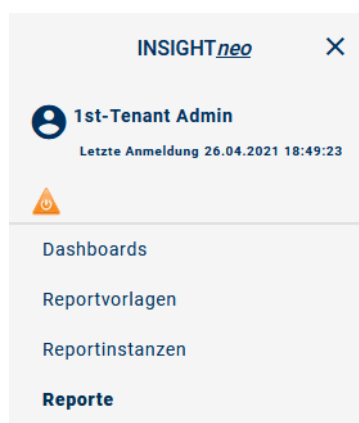 INSIGHTneo
1st-Tenant Admin
Letzte Anmeldung 26.04.2021 18:49:23
Dashboards
Reportvorlagen
Reportinstanzen
Reporte